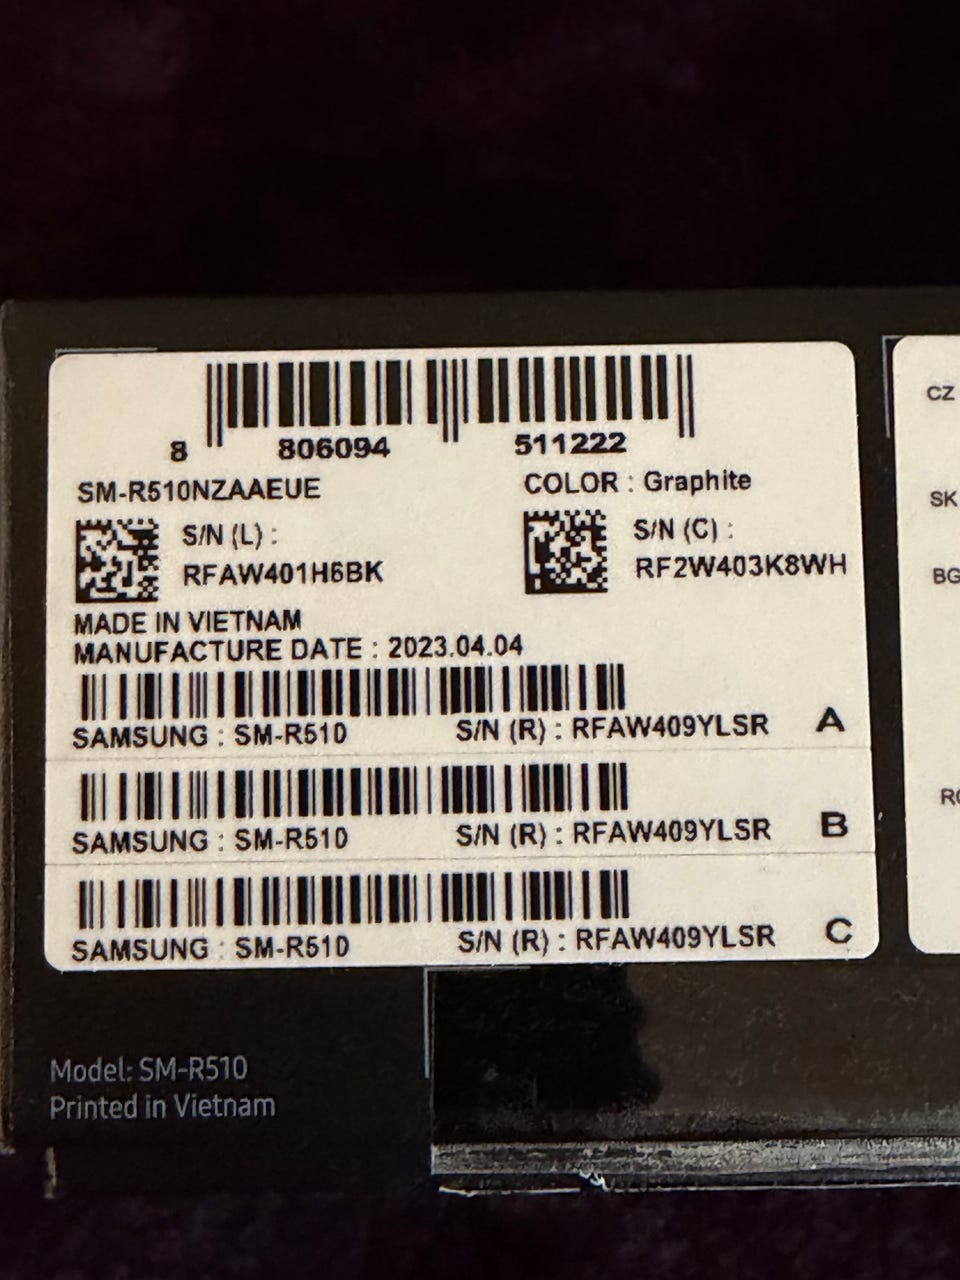 8 806094 511222
SM-R510NZAAEUE
COLOR : Graphite
S/N (L) :
RFAW401H6BK
S/N (C) :
RF2W403K8WH
MADE IN VIETNAM
MANUFACTURE DATE : 2023.04.04
SAMSUNG : SM-R510 S/N (R) : RFAW409YLSR A
SAMSUNG : SM-R510 S/N (R) : RFAW409YLSR B
SAMSUNG : SM-R510 S/N (R) : RFAW409YLSR C
Model: SM-R510
Printed in Vietnam
CZ
SK
BG